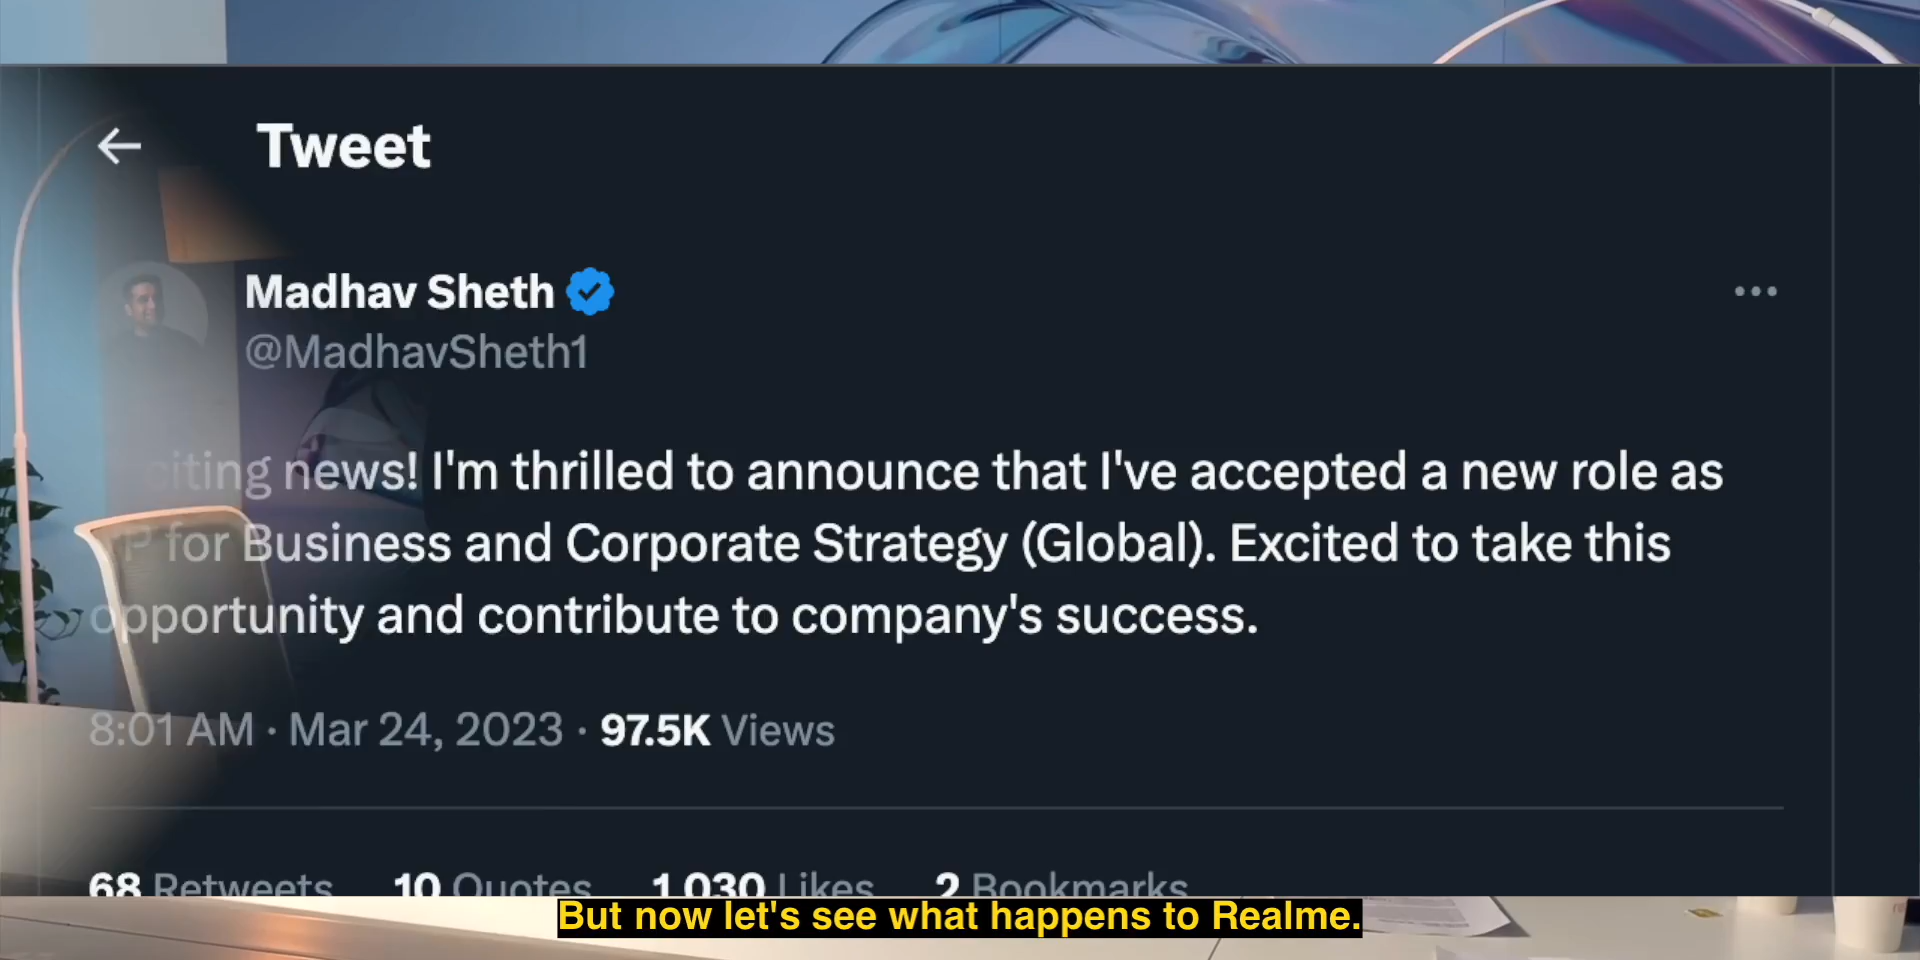 Tweet
Madhav Sheth
@MadhavSheth1
citing news! I'm thrilled to announce that I've accepted a new role as
P for Business and Corporate Strategy (Global). Excited to take this
opportunity and contribute to company's success.
8:01 AM · Mar 24, 2023 · 97.5K Views
68 Retweets 10 Quotes 1,030 Likes 2 Bookmarks
But now let's see what happens to Realme.